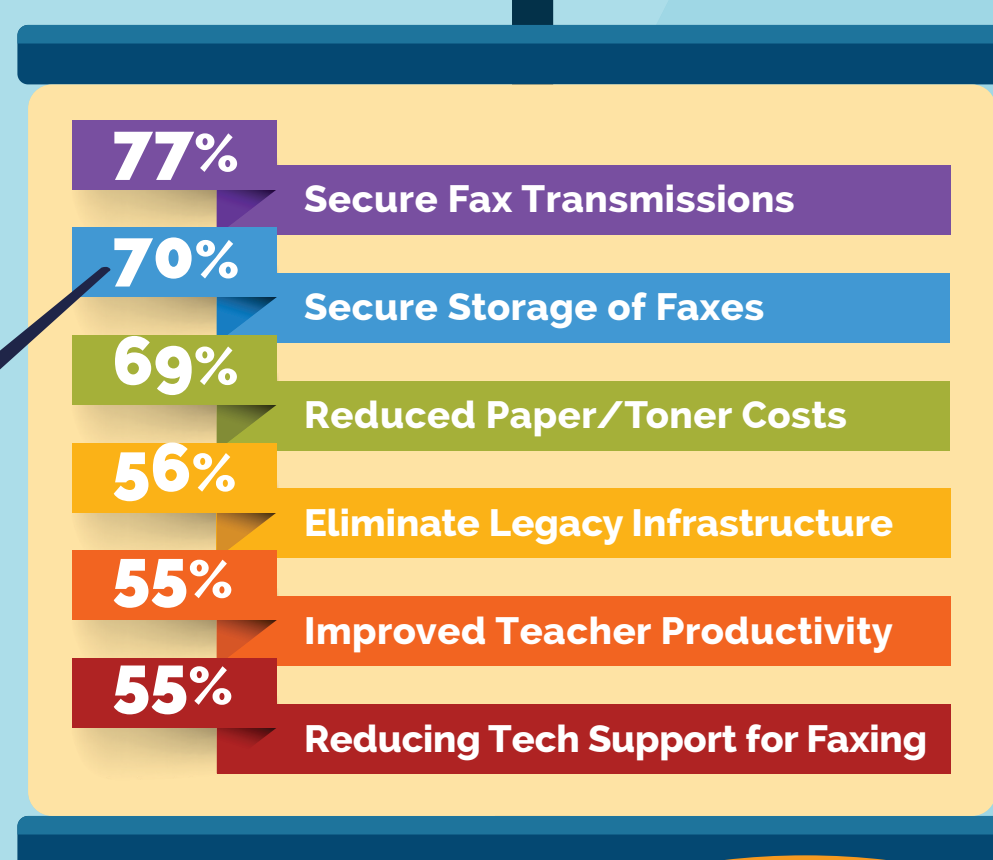 77%
Secure Fax Transmissions
70%
Secure Storage of Faxes
69%
Reduced Paper/Toner Costs
56%
Eliminate Legacy Infrastructure
55%
Improved Teacher Productivity
55%
Reducing Tech Support for Faxing